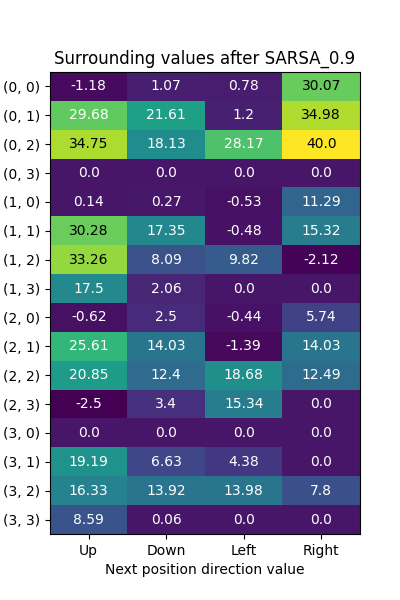 Surrounding values after SARSA_0.9
(0, 0) -1.18 1.07 0.78 30.07
(0, 1) 29.68 21.61 1.2 34.98
(0, 2) 34.75 18.13 28.17 40.0
(0, 3) 0.0 0.0 0.0 0.0
(1, 0) 0.14 0.27 -0.53 11.29
(1, 1) 30.28 17.35 -0.48 15.32
(1, 2) 33.26 8.09 9.82 -2.12
(1, 3) 17.5 2.06 0.0 0.0
(2, 0) -0.62 2.5 -0.44 5.74
(2, 1) 25.61 14.03 -1.39 14.03
(2, 2) 20.85 12.4 18.68 12.49
(2, 3) -2.5 3.4 15.34 0.0
(3, 0) 0.0 0.0 0.0 0.0
(3, 1) 19.19 6.63 4.38 0.0
(3, 2) 16.33 13.92 13.98 7.8
(3, 3) 8.59 0.06 0.0 0.0
Up Down Left Right
Next position direction value